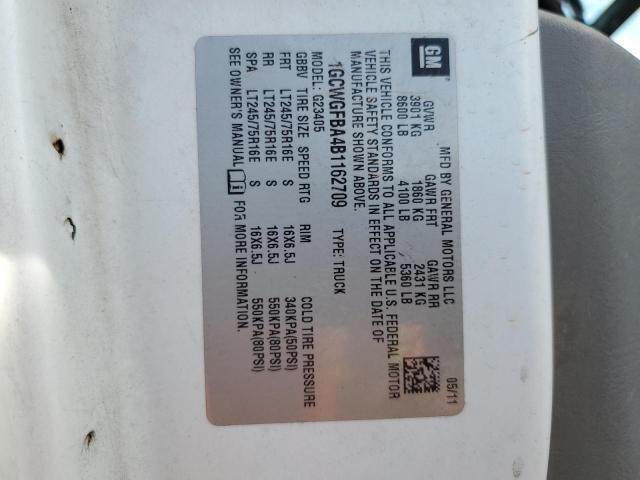 GM
MFD BY GENERAL MOTORS LLC 05/11
GVWR GAWR FRT GAWR RR
3901 KG 1860 KG 2431 KG
8600 LB 4100 LB 5360 LB
THIS VEHICLE CONFORMS TO ALL APPLICABLE U.S. FEDERAL MOTOR
VEHICLE SAFETY STANDARDS IN EFFECT ON THE DATE OF
MANUFACTURE SHOWN ABOVE.
1GCWGFBA4B1162709 TYPE: TRUCK
MODEL: G23405
GBBV TIRE SIZE SPEED RTG RIM COLD TIRE PRESSURE
FRT LT245/75R16E S 16X6.5J 340KPA(50PSI)
RR LT245/75R16E S 16X6.5J 550KPA(80PSI)
SPA LT245/75R16E S 16X6.5J 550KPA(80PSI)
SEE OWNER'S MANUAL FOR MORE INFORMATION.